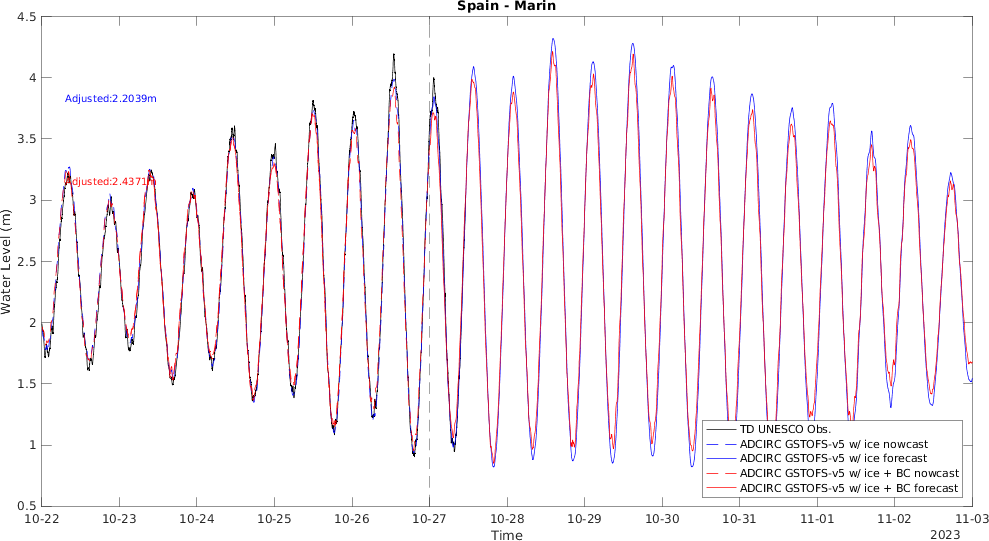 Spain - Marin
4.5
4
3.5
3
2.5
2
1.5
1
0.5
Water Level (m)
Adjusted:2.2039m
Adjusted:2.4371m
TD UNESCO Obs.
ADCIRC GSTOFS-v5 w/ ice nowcast
ADCIRC GSTOFS-v5 w/ ice forecast
ADCIRC GSTOFS-v5 w/ ice + BC nowcast
ADCIRC GSTOFS-v5 w/ ice + BC forecast
10-22 10-23 10-24 10-25 10-26 10-27 10-28 10-29 10-30 10-31 11-01 11-02 11-03
Time
2023